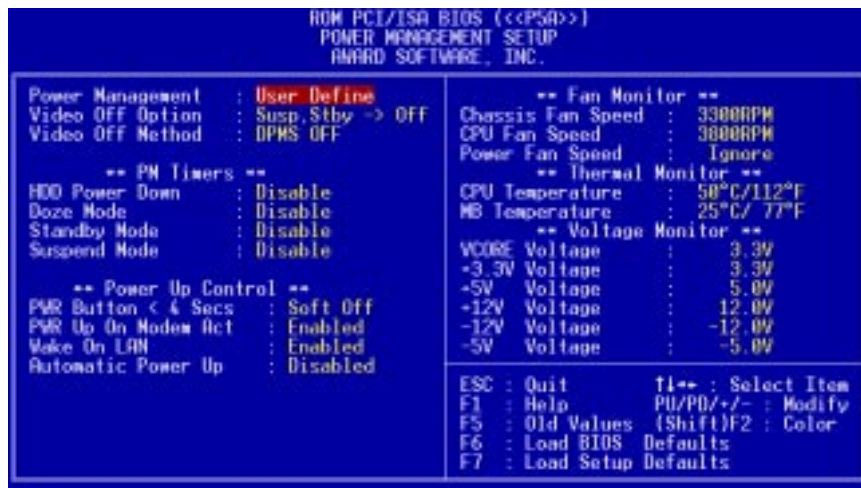 ROM PCI/ISA BIOS (<<P5A>>)
POWER MANAGEMENT SETUP
AWARD SOFTWARE, INC.
Power Management : User Define
Video Off Option : Susp,Stby -> Off
Video Off Method : DPMS OFF
** PM Timers **
HDD Power Down : Disable
Doze Mode : Disable
Standby Mode : Disable
Suspend Mode : Disable
** Power Up Control **
PWR Button < 4 Secs : Soft Off
PWR Up On Modem Act : Enabled
Wake On LAN : Enabled
Automatic Power Up : Disabled
** Fan Monitor **
Chassis Fan Speed : 3300RPM
CPU Fan Speed : 3800RPM
Power Fan Speed : Ignore
** Thermal Monitor **
CPU Temperature : 50°C/112°F
MB Temperature : 25°C/ 77°F
** Voltage Monitor **
VCORE Voltage : 3.3V
+3.3V Voltage : 3.3V
+5V Voltage : 5.0V
+12V Voltage : 12.0V
-12V Voltage : -12.0V
-5V Voltage : -5.0V
ESC : Quit ↑↓→← : Select Item
F1 : Help PU/PD/+/- : Modify
F5 : Old Values (Shift)F2 : Color
F6 : Load BIOS Defaults
F7 : Load Setup Defaults